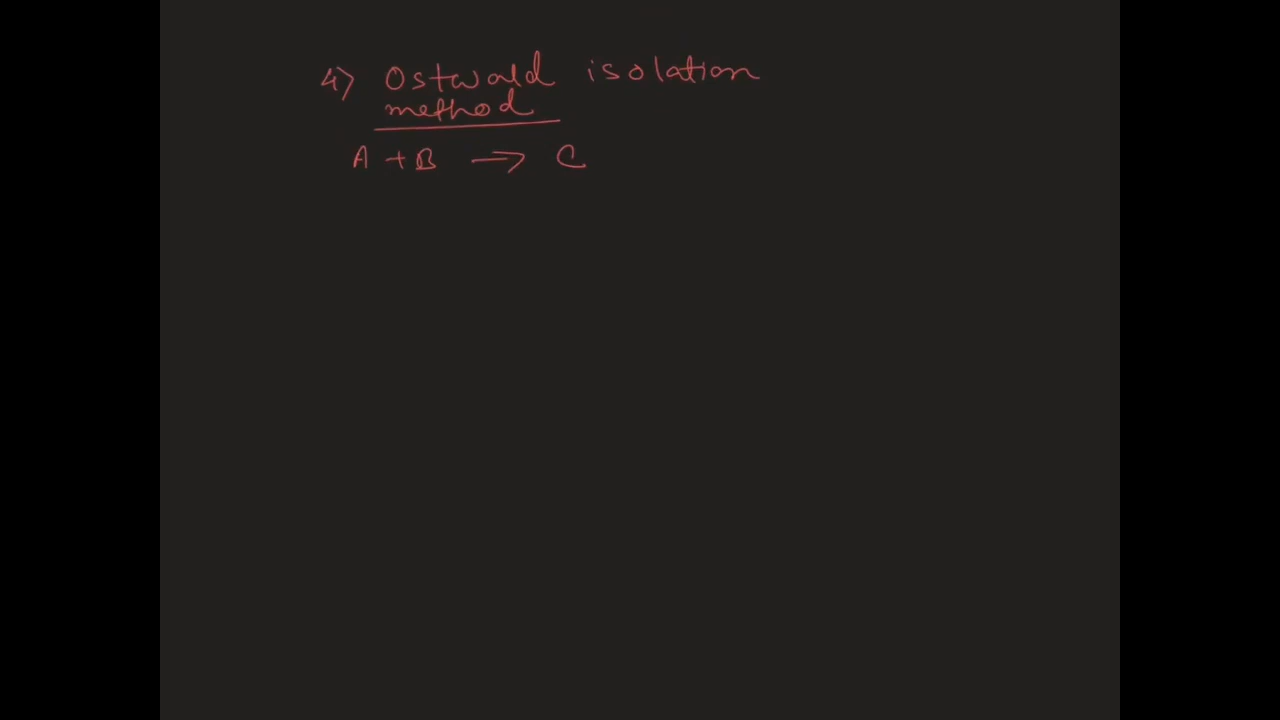 4) Ostwald isolation
method
A + B → C